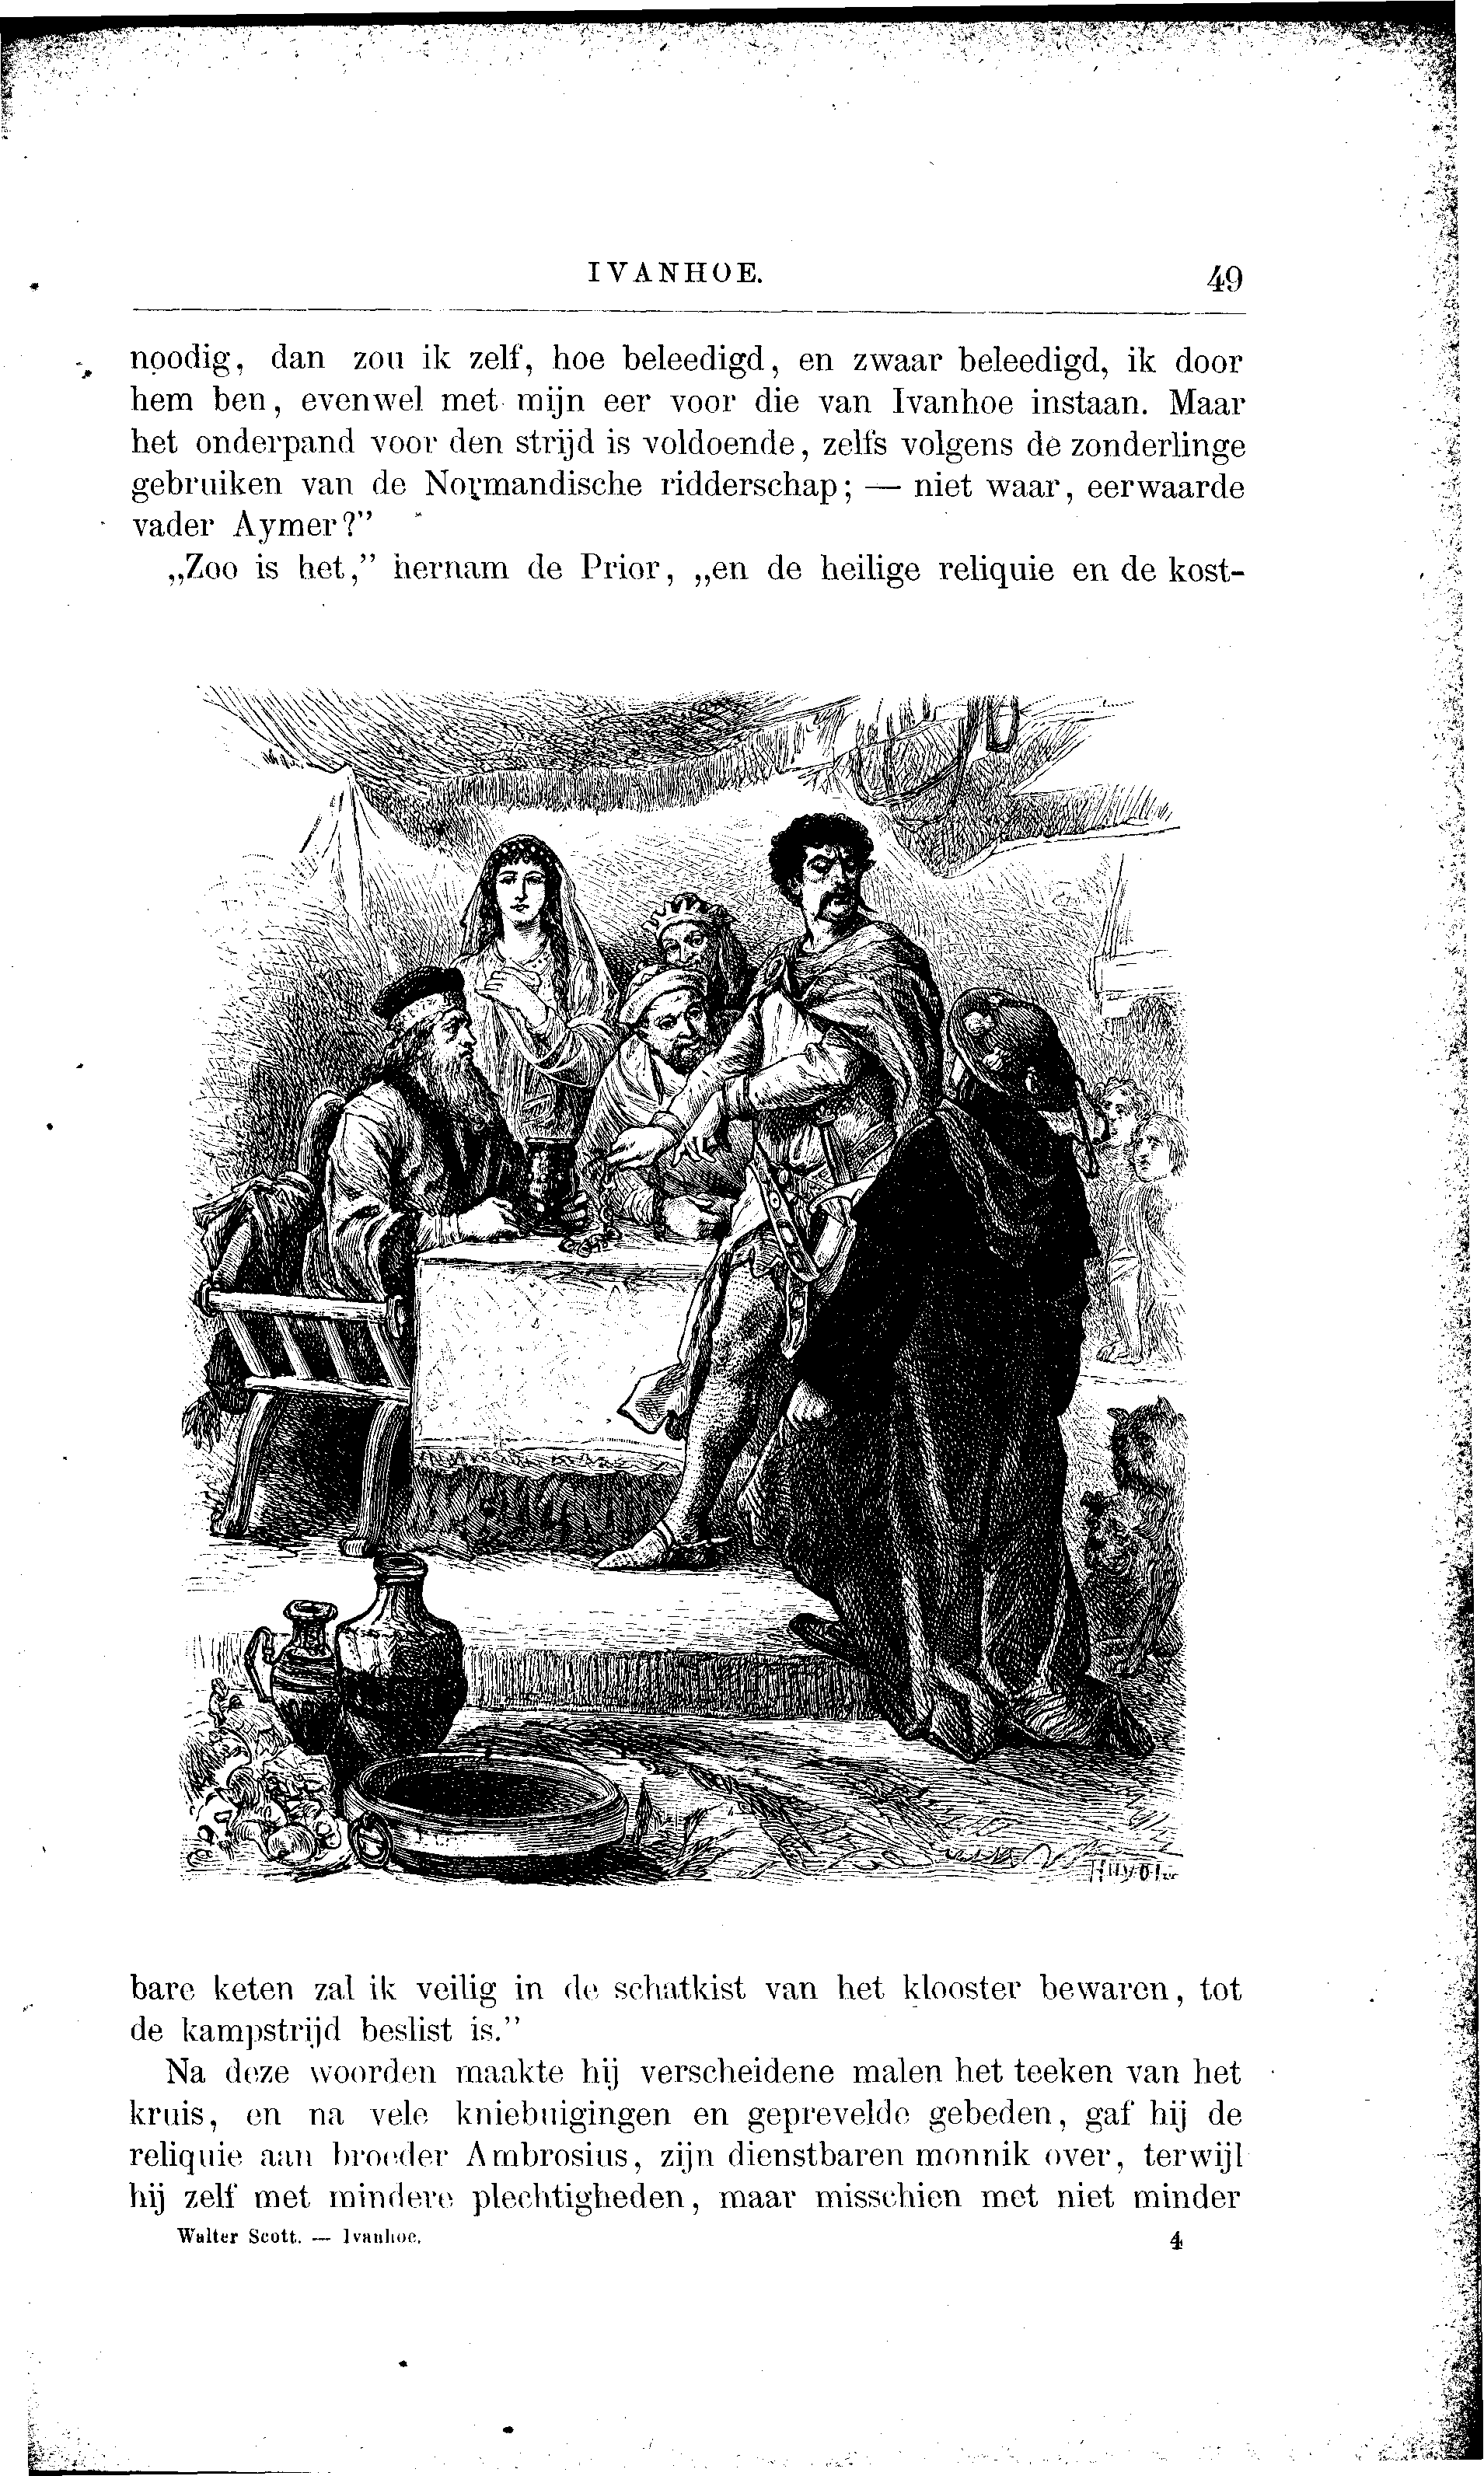 IVANHOE. 49
noodig, dan zou ik zelf, hoe beleedigd, en zwaar beleedigd, ik door
hem ben, evenwel met mijn eer voor die van Ivanhoe instaan. Maar
het onderpand voor den strijd is voldoende, zelfs volgens de zonderlinge
gebruiken van de Normandische ridderschap; — niet waar, eerwaarde
vader Aymer?”
„Zoo is het,” hernam de Prior, „en de heilige reliquie en de kost-
bare keten zal ik veilig in de schatkist van het klooster bewaren, tot
de kampstrijd beslist is.”
Na deze woorden maakte hij verscheidene malen het teeken van het
kruis, en na vele kniebuigingen en geprevelde gebeden, gaf hij de
reliquie aan broeder Ambrosius, zijn dienstbaren monnik over, terwijl
hij zelf met mindere plechtigheden, maar misschien met niet minder
Walter Scott. — Ivanhoe. 4